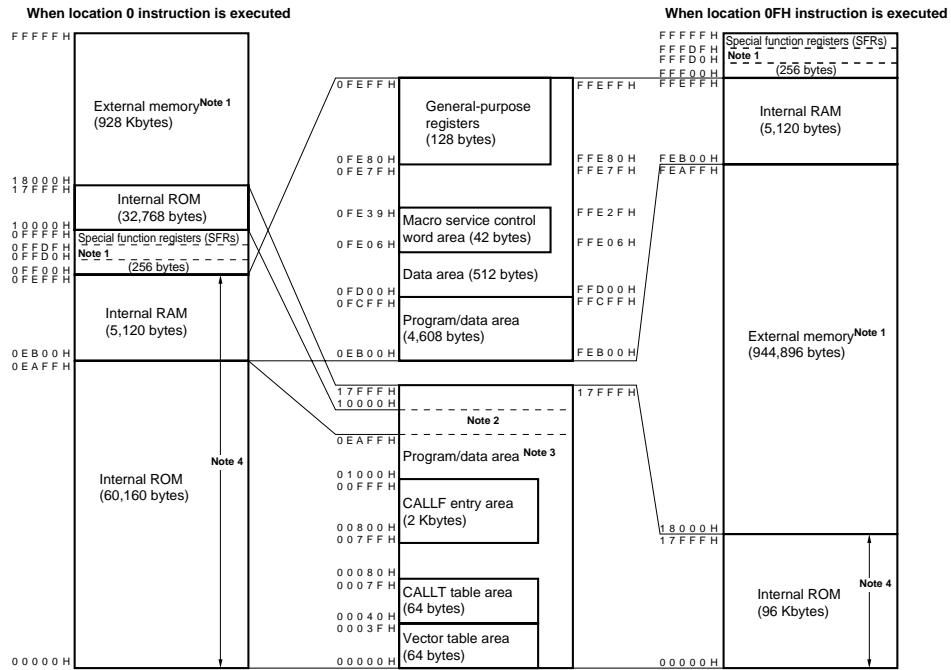 When location 0 instruction is executed
When location 0FH instruction is executed
FFFFFH
External memory Note 1
(928 Kbytes)
18000H
17FFFH
Internal ROM
(32,768 bytes)
10000H
0FFFFH
Special function registers (SFRs)
0FFDFH
Note 1
0FFD0H
(256 bytes)
0FF00H
0FEFFH
Internal RAM
(5,120 bytes)
0EB00H
0EAFFH
Note 4
Internal ROM
(60,160 bytes)
00000H
0FEFFH
FFEFFH
General-purpose
registers
(128 bytes)
0FE80H
FFE80H
0FE7FH
FFE7FH
0FE39H
FFE2FH
Macro service control
word area (42 bytes)
0FE06H
FFE06H
Data area (512 bytes)
0FD00H
FFD00H
0FCFFH
FFCFFH
Program/data area
(4,608 bytes)
0EB00H
FEB00H
17FFFH
17FFFH
10000H
Note 2
0EAFFH
Program/data area Note 3
01000H
00FFFH
CALLF entry area
(2 Kbytes)
00800H
007FFH
00080H
0007FH
CALLT table area
(64 bytes)
00040H
0003FH
Vector table area
(64 bytes)
00000H
FFFFFH
Special function registers (SFRs)
FFFDFH
Note 1
FFFD0H
(256 bytes)
FFF00H
FFEFFH
Internal RAM
(5,120 bytes)
FEB00H
FEAFFH
External memory Note 1
(944,896 bytes)
18000H
17FFFH
Note 4
Internal ROM
(96 Kbytes)
00000H